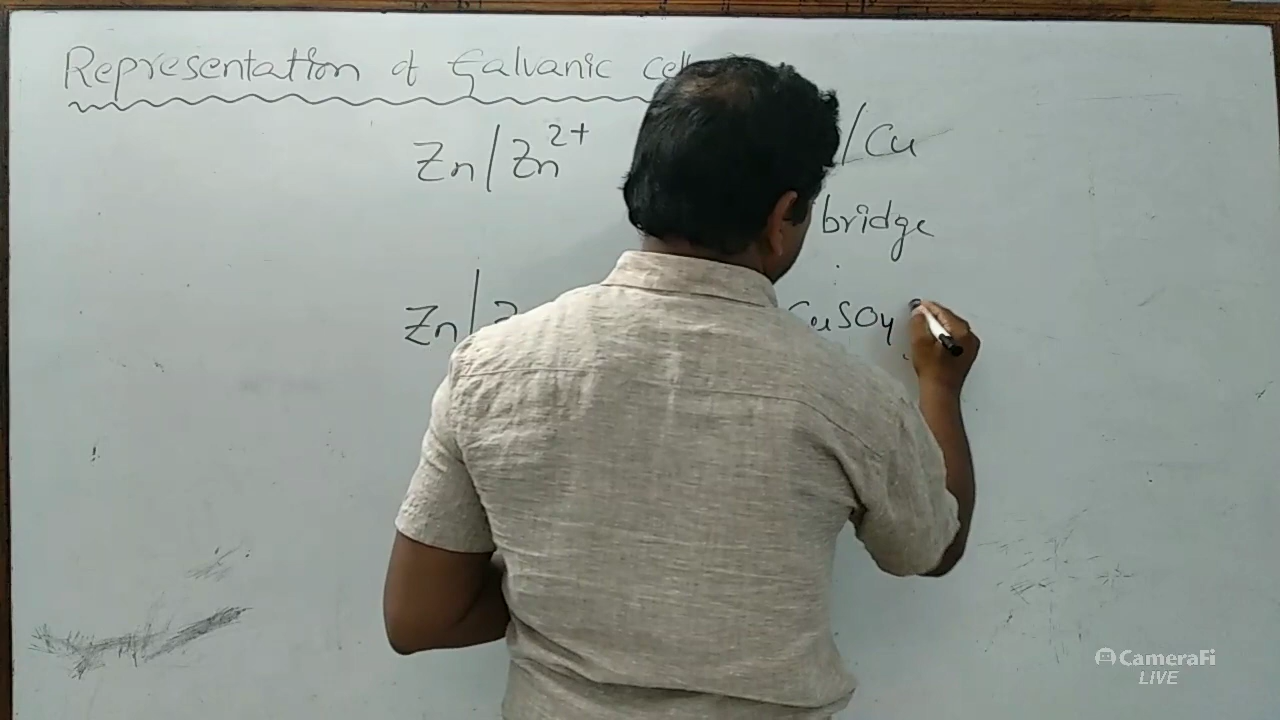 Representation of Galvanic cell
Zn/Zn2+ /Cu
bridge
Zn| CuSO4
CameraFi
LIVE